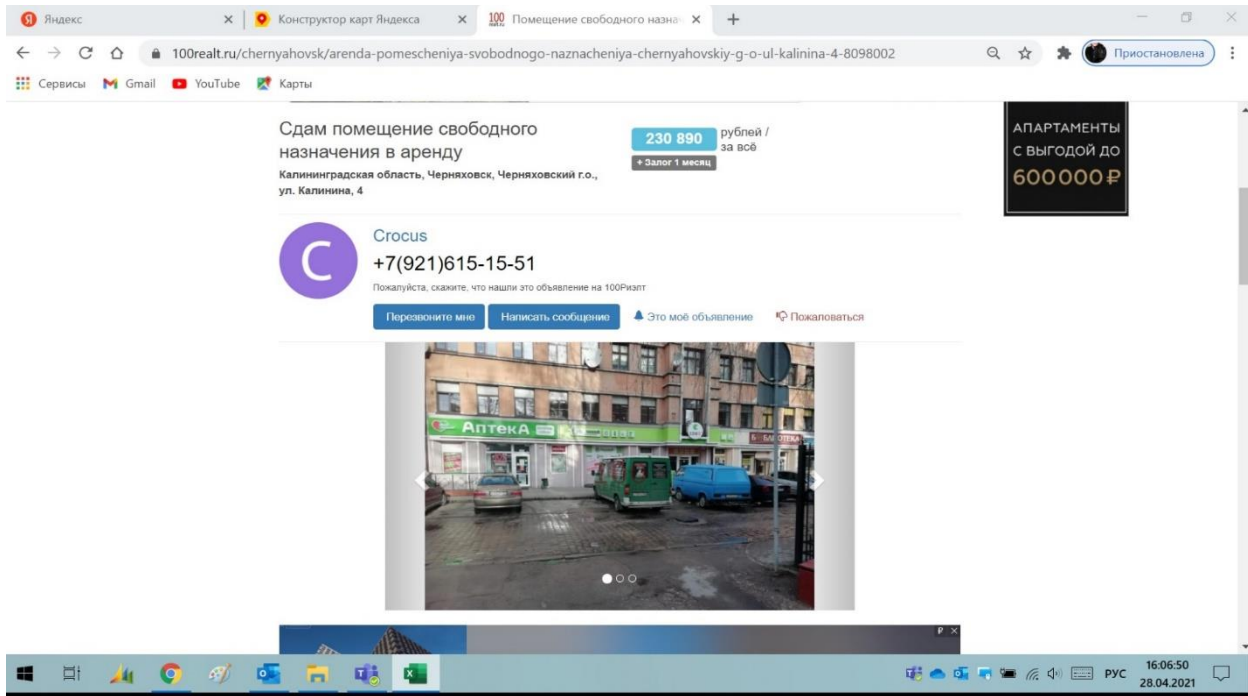 Яндекс
Конструктор карт Яндекса
100 Помещение свободного назнач
100realt.ru/chernyahovsk/arenda-pomescheniya-svobodnogo-naznacheniya-chernyahovskiy-g-o-ul-kalinina-4-8098002
Приостановлена
Сервисы Gmail YouTube Карты
Сдам помещение свободного
назначения в аренду
230 890 рублей /
за всё
+ Залог 1 месяц
Калининградская область, Черняховск, Черняховский г.о.,
ул. Калинина, 4
АПАРТАМЕНТЫ
С ВЫГОДОЙ ДО
600000₽
C
Crocus
+7(921)615-15-51
Пожалуйста, скажите, что нашли это объявление на 100Риэлт
Перезвоните мне Написать сообщение Это моё объявление Пожаловаться
АптекА
₽ ×
РУС
16:06:50
28.04.2021